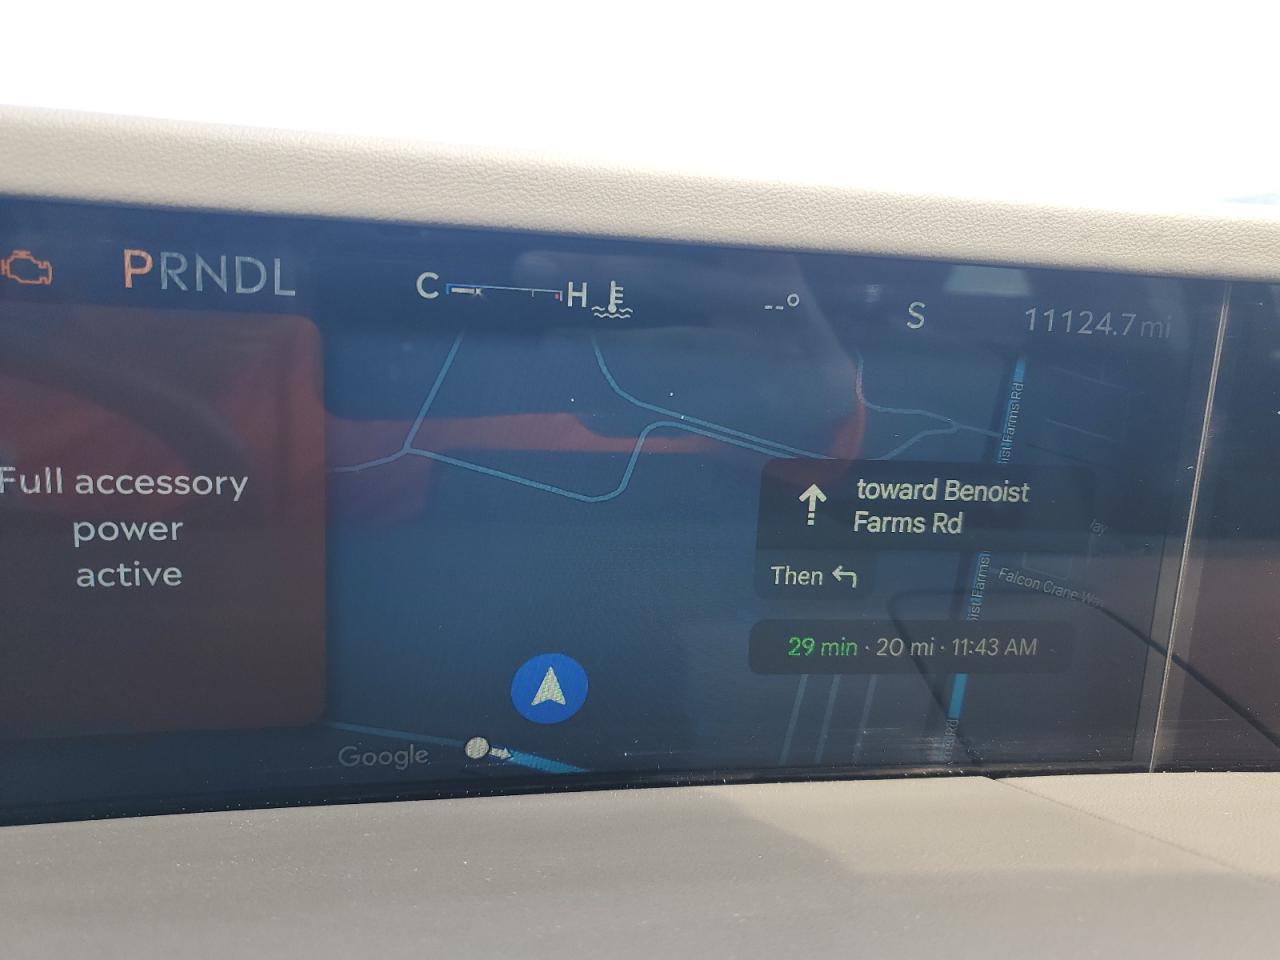 PRNDL
C H
--°
S
11124.7 mi
Full accessory
power
active
toward Benoist
Farms Rd
Then
29 min · 20 mi · 11:43 AM
Falcon Crane
Google